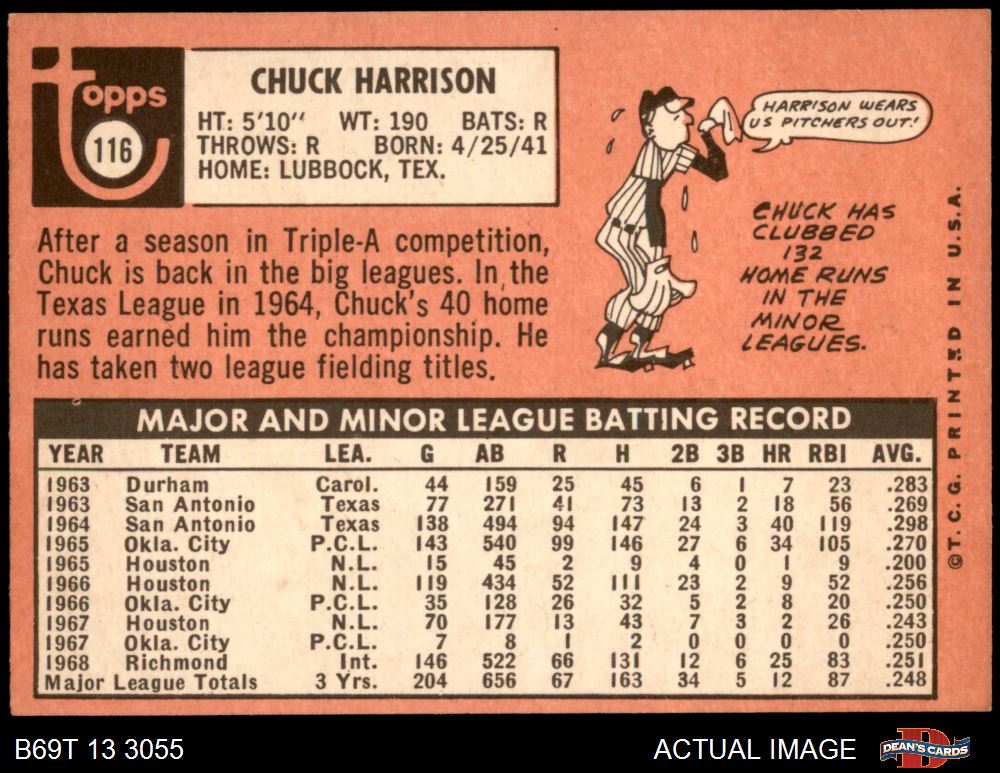 topps
116
CHUCK HARRISON
HT: 5'10" WT: 190 BATS: R
THROWS: R BORN: 4/25/41
HOME: LUBBOCK, TEX.
HARRISON WEARS
US PITCHERS OUT!
After a season in Triple-A competition,
Chuck is back in the big leagues. In the
Texas League in 1964, Chuck's 40 home
runs earned him the championship. He
has taken two league fielding titles.
CHUCK HAS
CLUBBED
132
HOME RUNS
IN THE
MINOR
LEAGUES.
MAJOR AND MINOR LEAGUE BATTING RECORD
YEAR TEAM LEA. G AB R H 2B 3B HR RBI AVG.
1963 Durham Carol. 44 159 25 45 6 1 7 23 .283
1963 San Antonio Texas 77 271 41 73 13 2 18 56 .269
1964 San Antonio Texas 138 494 94 147 24 3 40 119 .298
1965 Okla. City P.C.L. 143 540 99 146 27 6 34 105 .270
1965 Houston N.L. 15 45 2 9 4 0 1 9 .200
1966 Houston N.L. 119 434 52 111 23 2 9 52 .256
1966 Okla. City P.C.L. 35 128 26 32 5 2 8 20 .250
1967 Houston N.L. 70 177 13 43 7 3 2 26 .243
1967 Okla. City P.C.L. 7 8 1 2 0 0 0 0 .250
1968 Richmond Int. 146 522 66 131 12 6 25 83 .251
Major League Totals 3 Yrs. 204 656 67 163 34 5 12 87 .248
©T.C.G. PRINTED IN U.S.A.
B69T 13 3055
ACTUAL IMAGE
DEAN'S CARDS